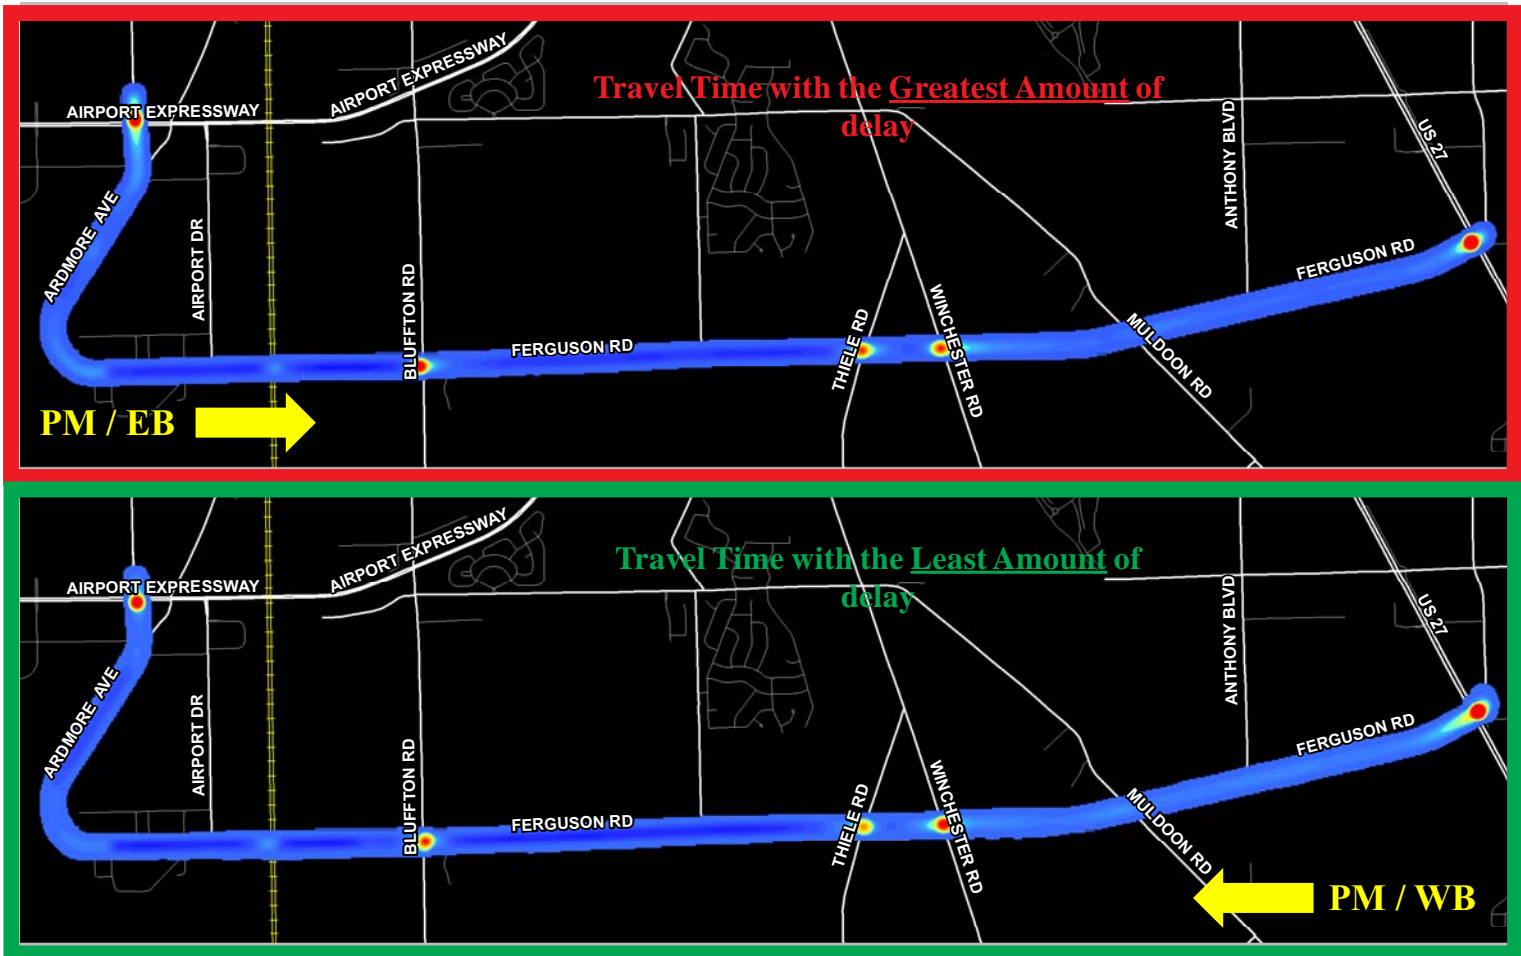 Travel Time with the Greatest Amount of
delay
AIRPORT EXPRESSWAY
AIRPORT EXPRESSWAY
ARDMORE AVE
AIRPORT DR
BLUFFTON RD
FERGUSON RD
THIELE RD
WINCHESTER RD
MULDOON RD
ANTHONY BLVD
FERGUSON RD
US 27
PM / EB
Travel Time with the Least Amount of
delay
AIRPORT EXPRESSWAY
AIRPORT EXPRESSWAY
ARDMORE AVE
AIRPORT DR
BLUFFTON RD
FERGUSON RD
THIELE RD
WINCHESTER RD
MULDOON RD
ANTHONY BLVD
FERGUSON RD
US 27
PM / WB